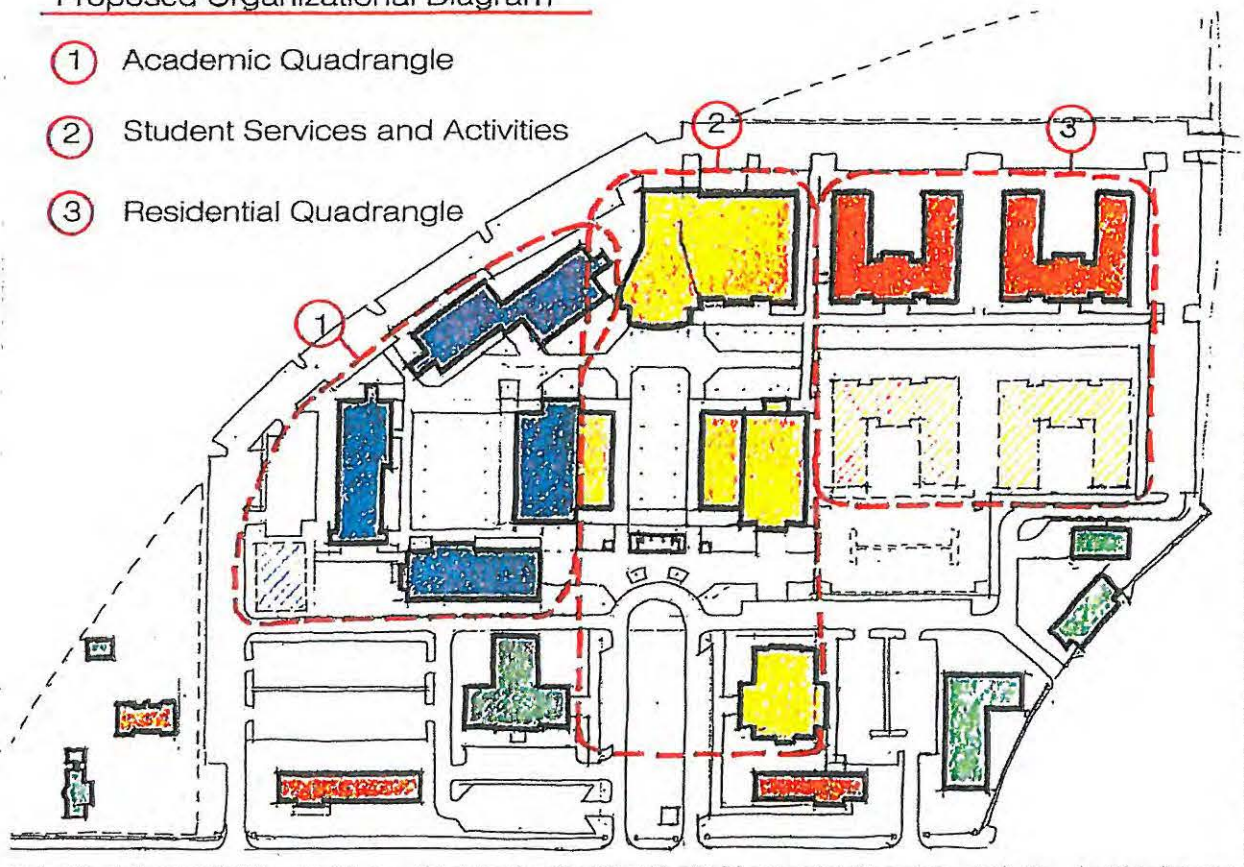 Proposed Organizational Diagram
1 Academic Quadrangle
2 Student Services and Activities
3 Residential Quadrangle
2
3
1